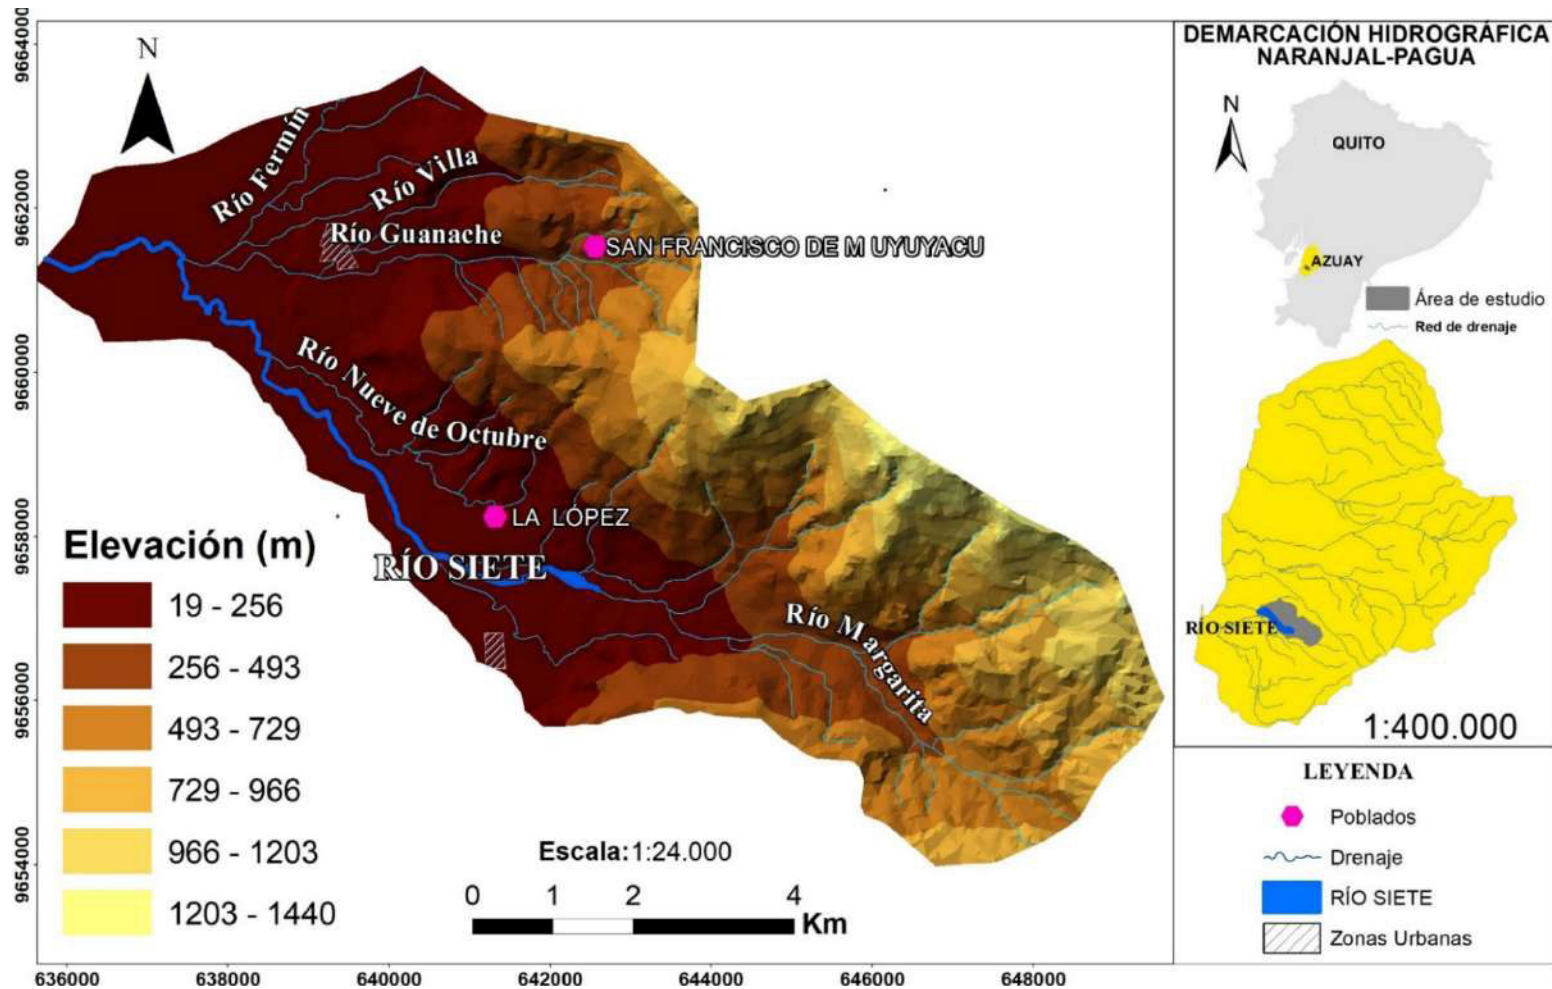 N
Río Fermín
Río Villa
Río Guanache
SAN FRANCISCO DE M UYUYACU
Río Nueve de Octubre
LA LÓPEZ
RÍO SIETE
Río Margarita
Elevación (m)
19 - 256
256 - 493
493 - 729
729 - 966
966 - 1203
1203 - 1440
Escala:1:24.000
0 1 2 4
Km
9664000
9662000
9660000
9658000
9656000
9654000
636000 638000 640000 642000 644000 646000 648000
DEMARCACIÓN HIDROGRÁFICA
NARANJAL-PAGUA
N
QUITO
AZUAY
Área de estudio
Red de drenaje
RÍO SIETE
1:400.000
LEYENDA
Poblados
Drenaje
RÍO SIETE
Zonas Urbanas